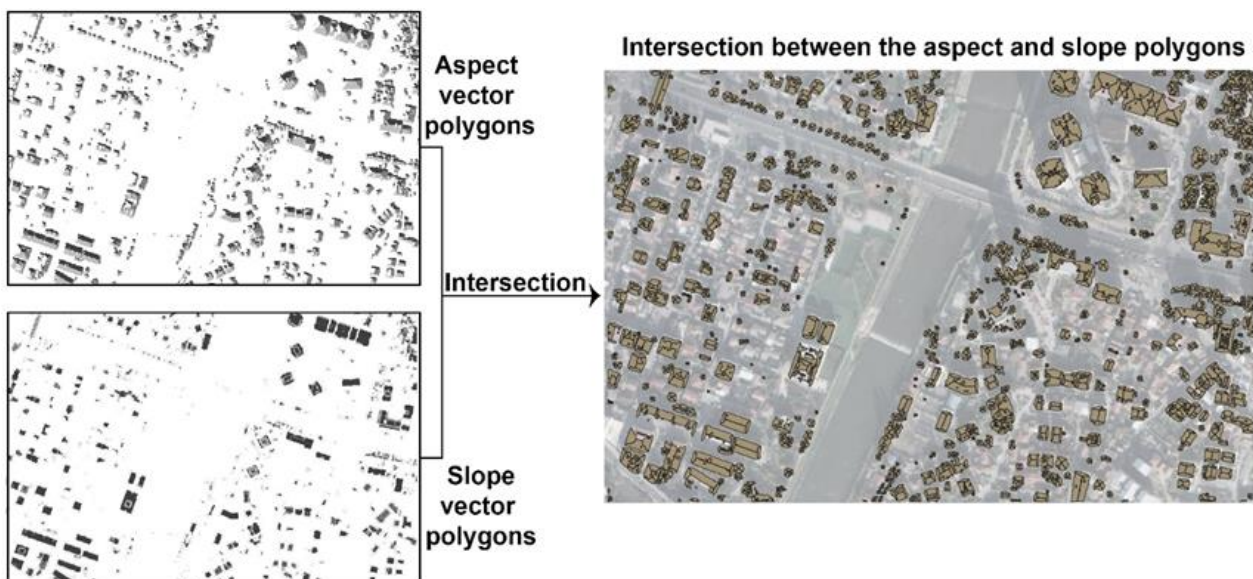 Aspect
vector
polygons
Intersection
Slope
vector
polygons
Intersection between the aspect and slope polygons